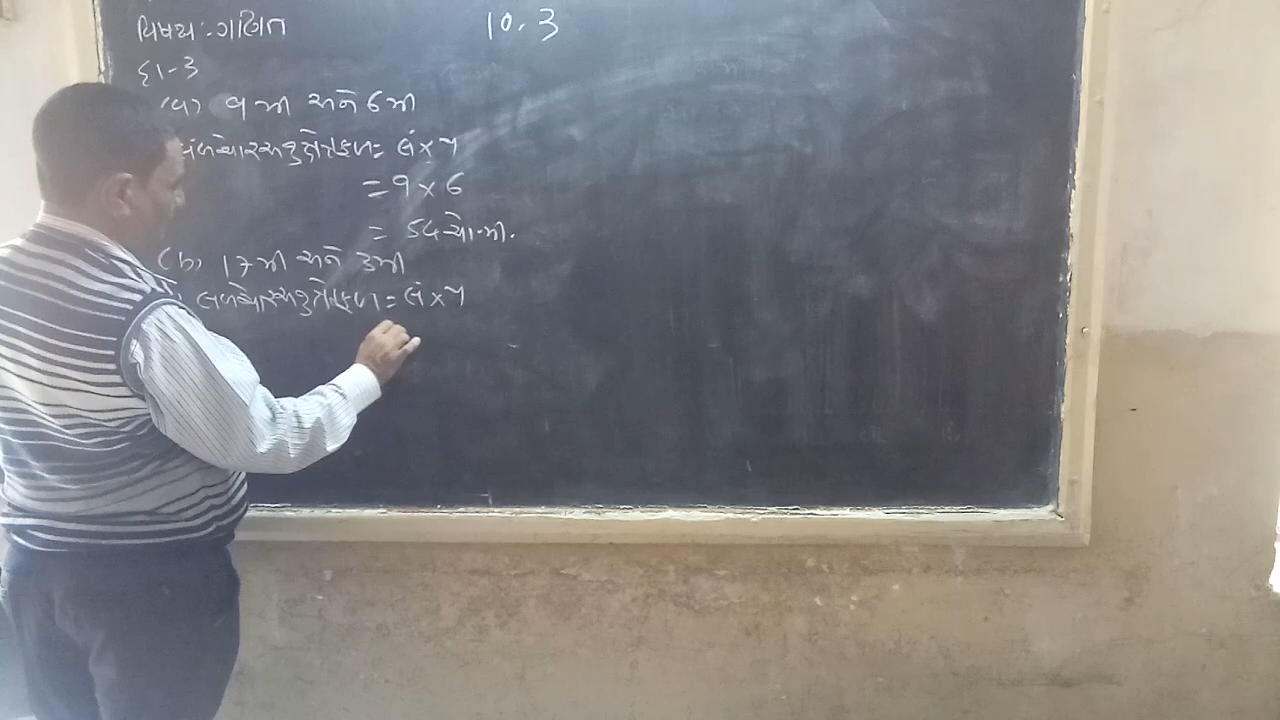 વિષય :- ગણિત 10.3
દા-3
(a) 9 મી અને 6 મી
લંબચોરસનું ક્ષેત્રફળ = લં × પ
= 9 × 6
= 54 ચો.મી.
(b) 17 મી અને 3 મી
લંબચોરસનું ક્ષેત્રફળ = લં × પ